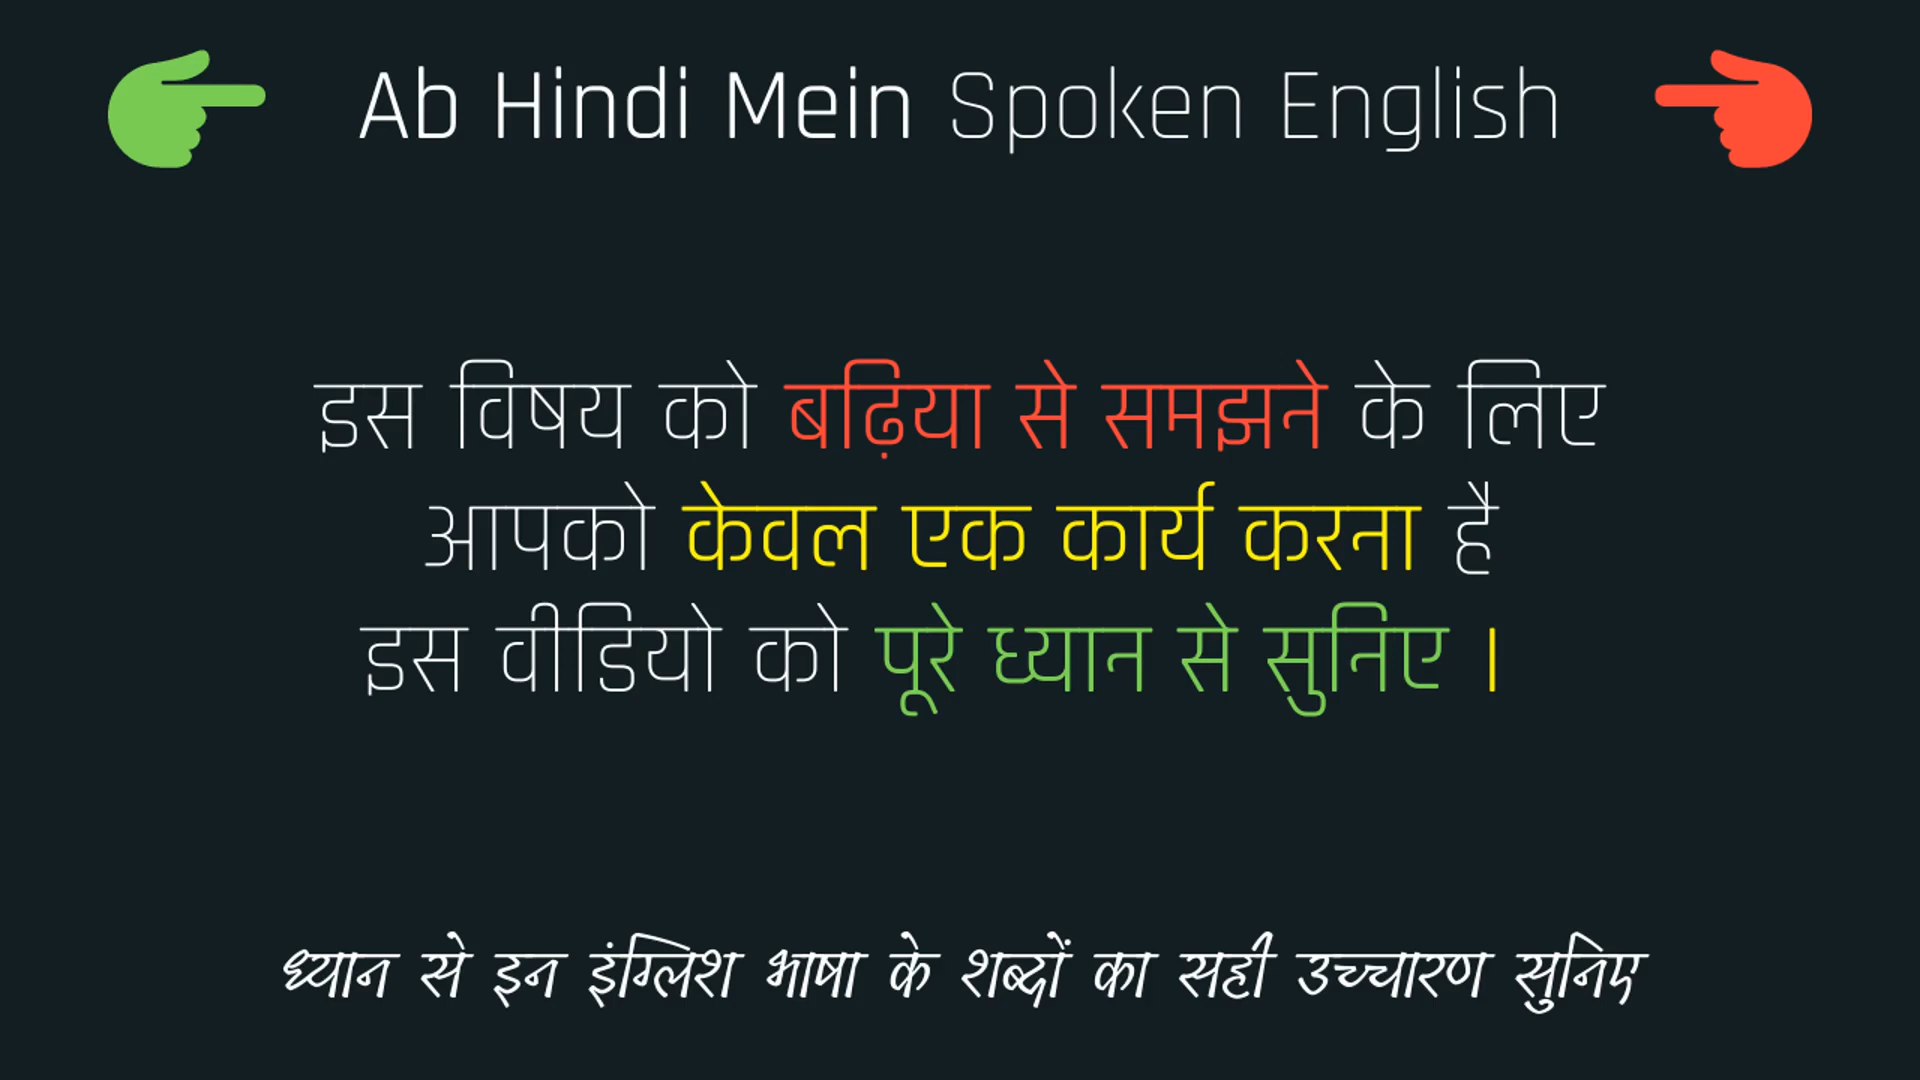 Ab Hindi Mein Spoken English
इस विषय को बढ़िया से समझने के लिए
आपको केवल एक कार्य करना है
इस वीडियो को पूरे ध्यान से सुनिए ।
ध्यान से इन इंग्लिश भाषा के शब्दों का सही उच्चारण सुनिए